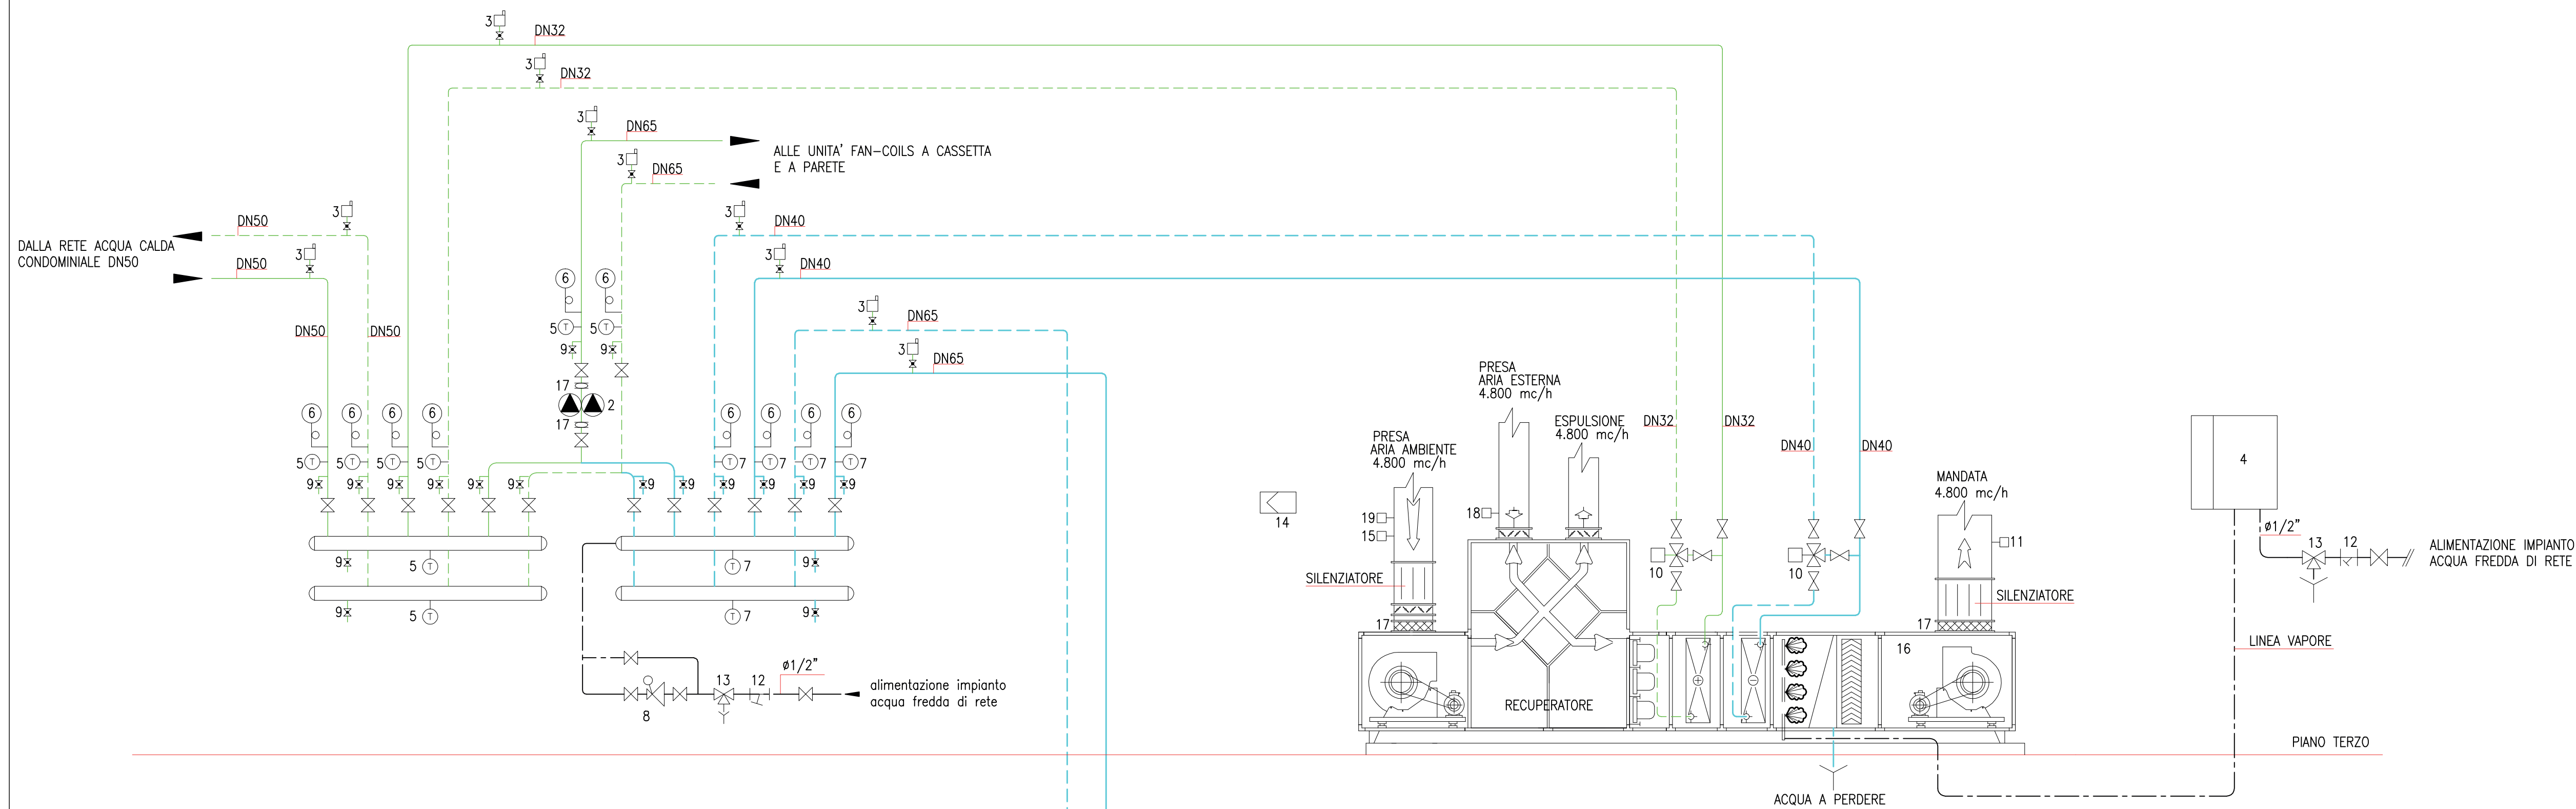 3
DN32
3
DN32
3
DN65
ALLE UNITA' FAN-COILS A CASSETTA
E A PARETE
3
DN65
DALLA RETE ACQUA CALDA
CONDOMINIALE DN50
DN50
3
DN50
3
3
DN40
3
DN40
6
6
5 T
5 T
9
9
DN50
DN50
3
DN65
3
DN65
17
2
17
6
6
6
6
6
6
6
6
5 T
5 T
5 T
5 T
T 7
T 7
T 7
T 7
9
9
9
9
9
9
9
9
9
9
9
9
9
5 T
T 7
9
9
5 T
T 7
9
ø1/2"
13
12
8
alimentazione impianto
acqua fredda di rete
PRESA
ARIA ESTERNA
4.800 mc/h
ESPULSIONE
4.800 mc/h
PRESA
ARIA AMBIENTE
4.800 mc/h
DN32
DN32
DN40
DN40
MANDATA
4.800 mc/h
14
19
15
18
10
10
11
SILENZIATORE
SILENZIATORE
17
17
16
RECUPERATORE
4
ø1/2"
13
12
ALIMENTAZIONE IMPIANTO
ACQUA FREDDA DI RETE
LINEA VAPORE
PIANO TERZO
ACQUA A PERDERE